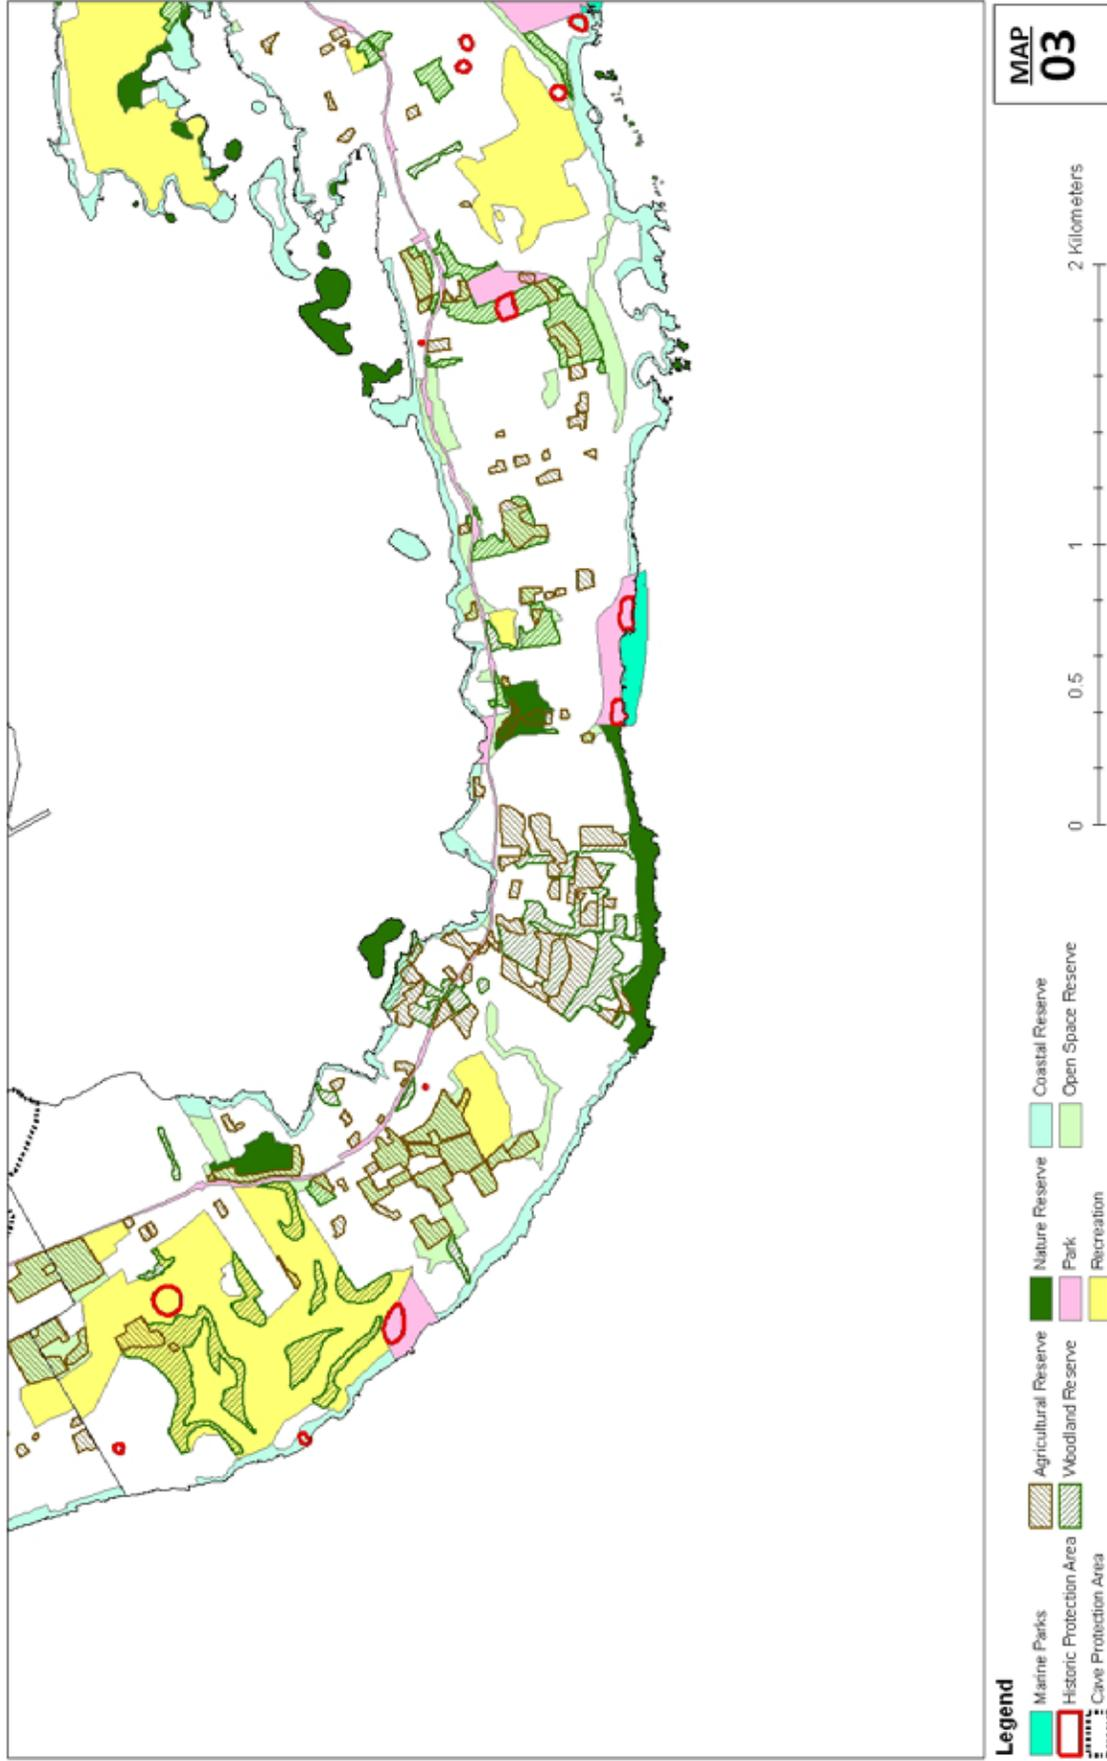 MAP
03
0 0.5 1 2 Kilometers
Legend
Marine Parks
Historic Protection Area
Cave Protection Area
Agricultural Reserve
Woodland Reserve
Nature Reserve
Park
Recreation
Coastal Reserve
Open Space Reserve